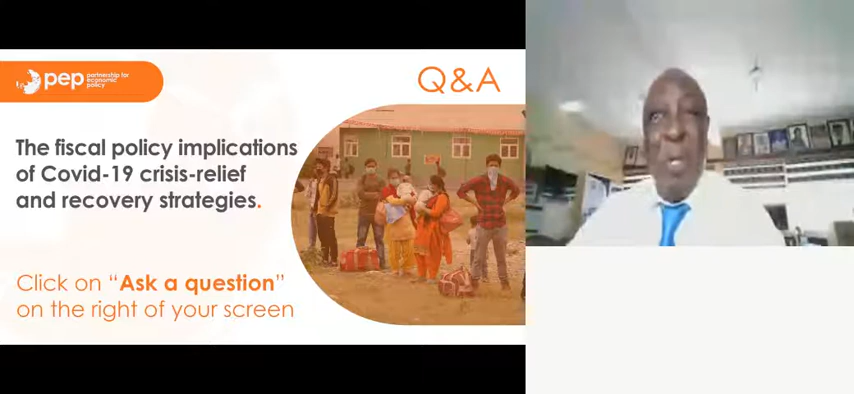 pep partnership for
economic
policy
Q&A
The fiscal policy implications
of Covid-19 crisis-relief
and recovery strategies.
Click on “Ask a question”
on the right of your screen